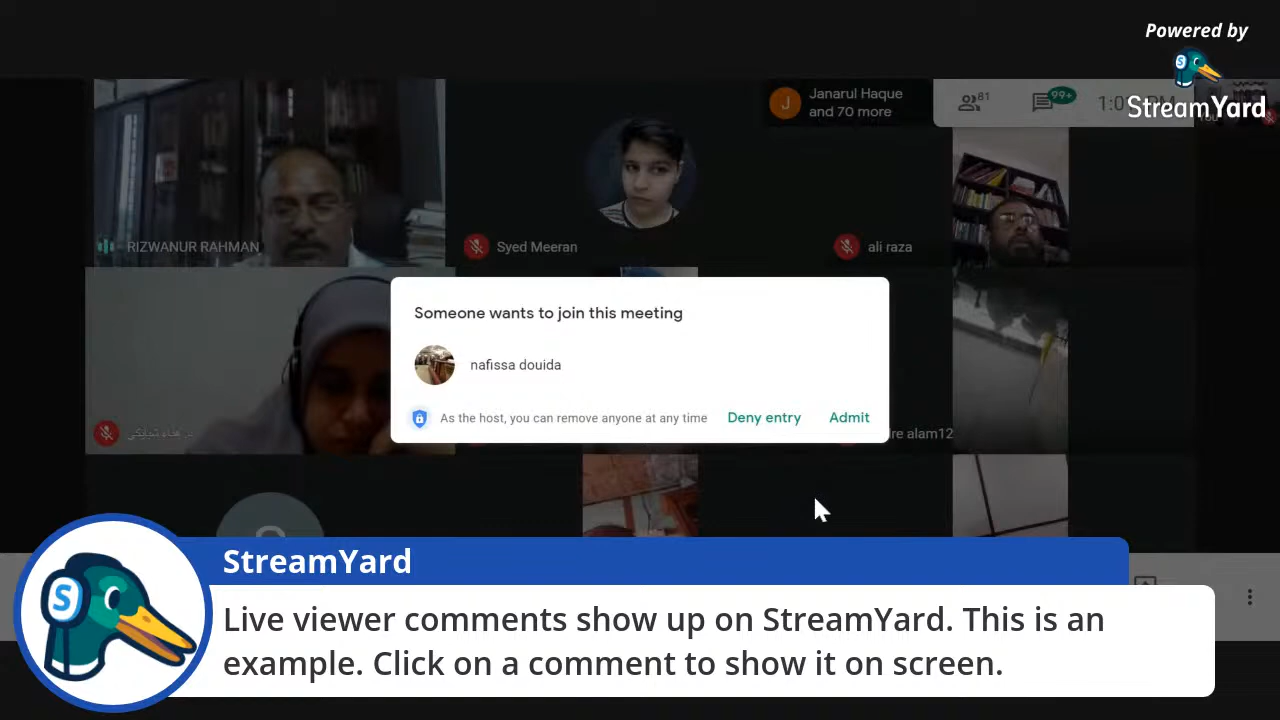 Powered by
StreamYard
Janarul Haque
and 70 more
81
99+
RIZWANUR RAHMAN
Syed Meeran
ali raza
Someone wants to join this meeting
nafissa douida
As the host, you can remove anyone at any time
Deny entry
Admit
alam12
S
StreamYard
Live viewer comments show up on StreamYard. This is an
example. Click on a comment to show it on screen.